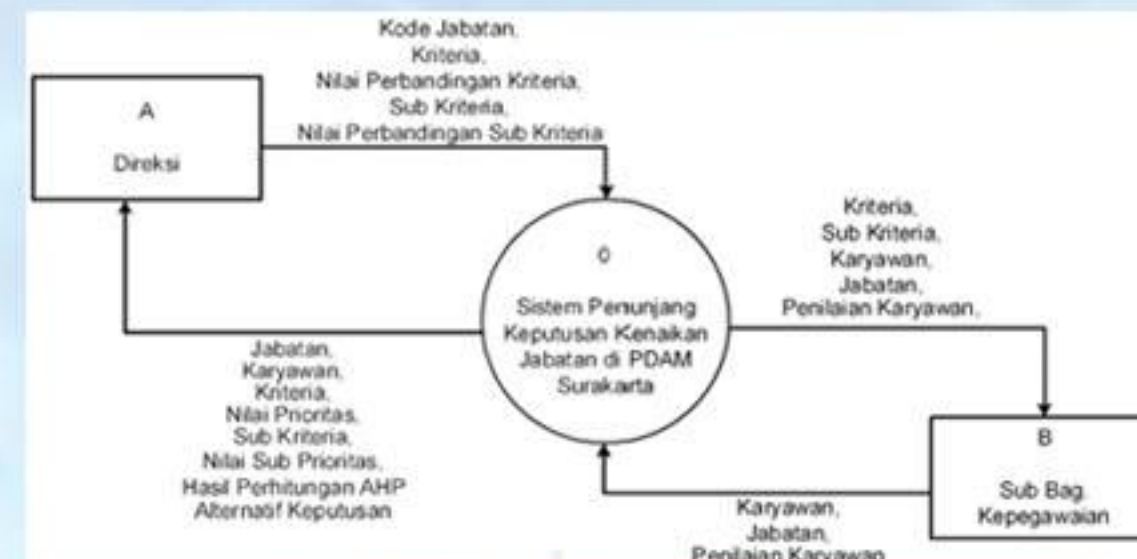 Kode Jabatan,
Kriteria,
Nilai Perbandingan Kriteria,
Sub Kriteria,
Nilai Perbandingan Sub Kriteria
A
Direksi
0
Sistem Penunjang
Keputusan Kenaikan
Jabatan di PDAM
Surakarta
Kriteria,
Sub Kriteria,
Karyawan,
Jabatan,
Penilaian Karyawan,
Jabatan,
Karyawan,
Kriteria,
Nilai Prioritas,
Sub Kriteria,
Nilai Sub Prioritas,
Hasil Perhitungan AHP
Alternatif Keputusan
B
Sub Bag.
Kepegawaian
Karyawan,
Jabatan,
Penilaian Karyawan